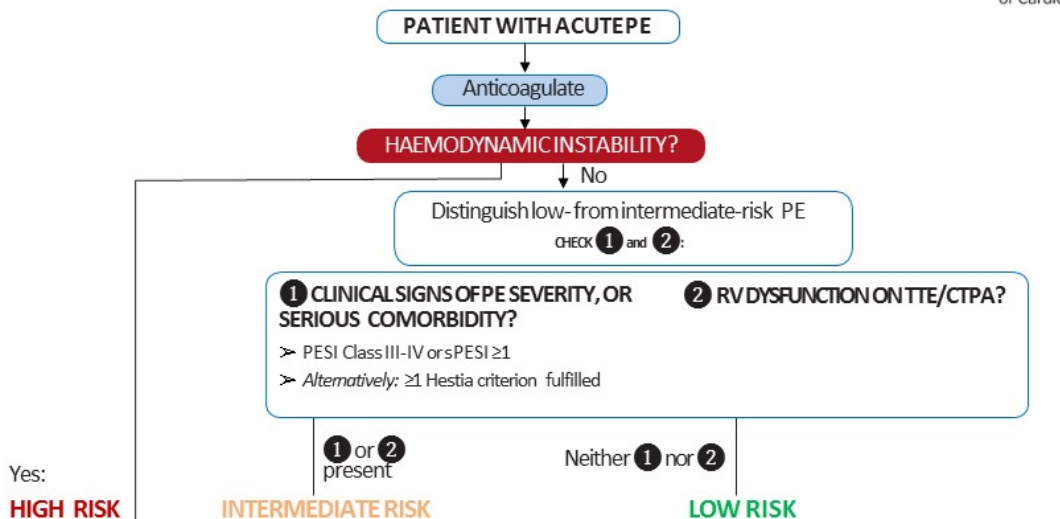 PATIENT WITH ACUTE PE
Anticoagulate
HAEMODYNAMIC INSTABILITY?
No
Distinguish low- from intermediate-risk PE
CHECK 1 and 2:
1 CLINICAL SIGNS OF PE SEVERITY, OR
SERIOUS COMORBIDITY?
➢ PESI Class III-IV or sPESI ≥1
➢ Alternatively: ≥1 Hestia criterion fulfilled
2 RV DYSFUNCTION ON TTE/CTPA?
1 or 2
present
Neither 1 nor 2
Yes:
HIGH RISK
INTERMEDIATE RISK
LOW RISK